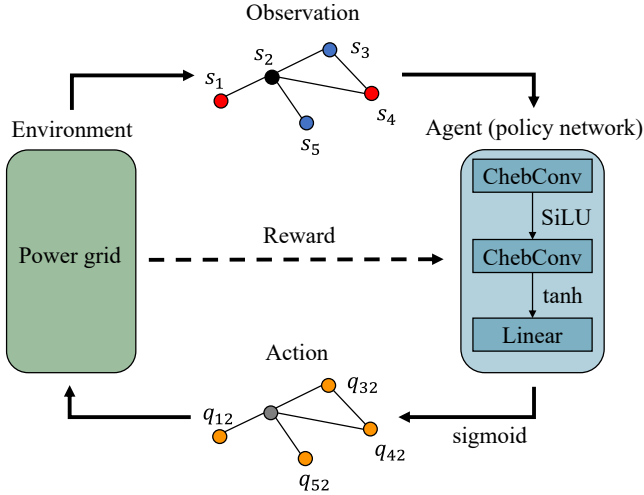 Observation
s₁
s₂
s₃
s₄
s₅
Environment
Agent (policy network)
Power grid
Reward
ChebConv
SiLU
ChebConv
tanh
Linear
Action
q₁₂
q₃₂
q₄₂
q₅₂
sigmoid